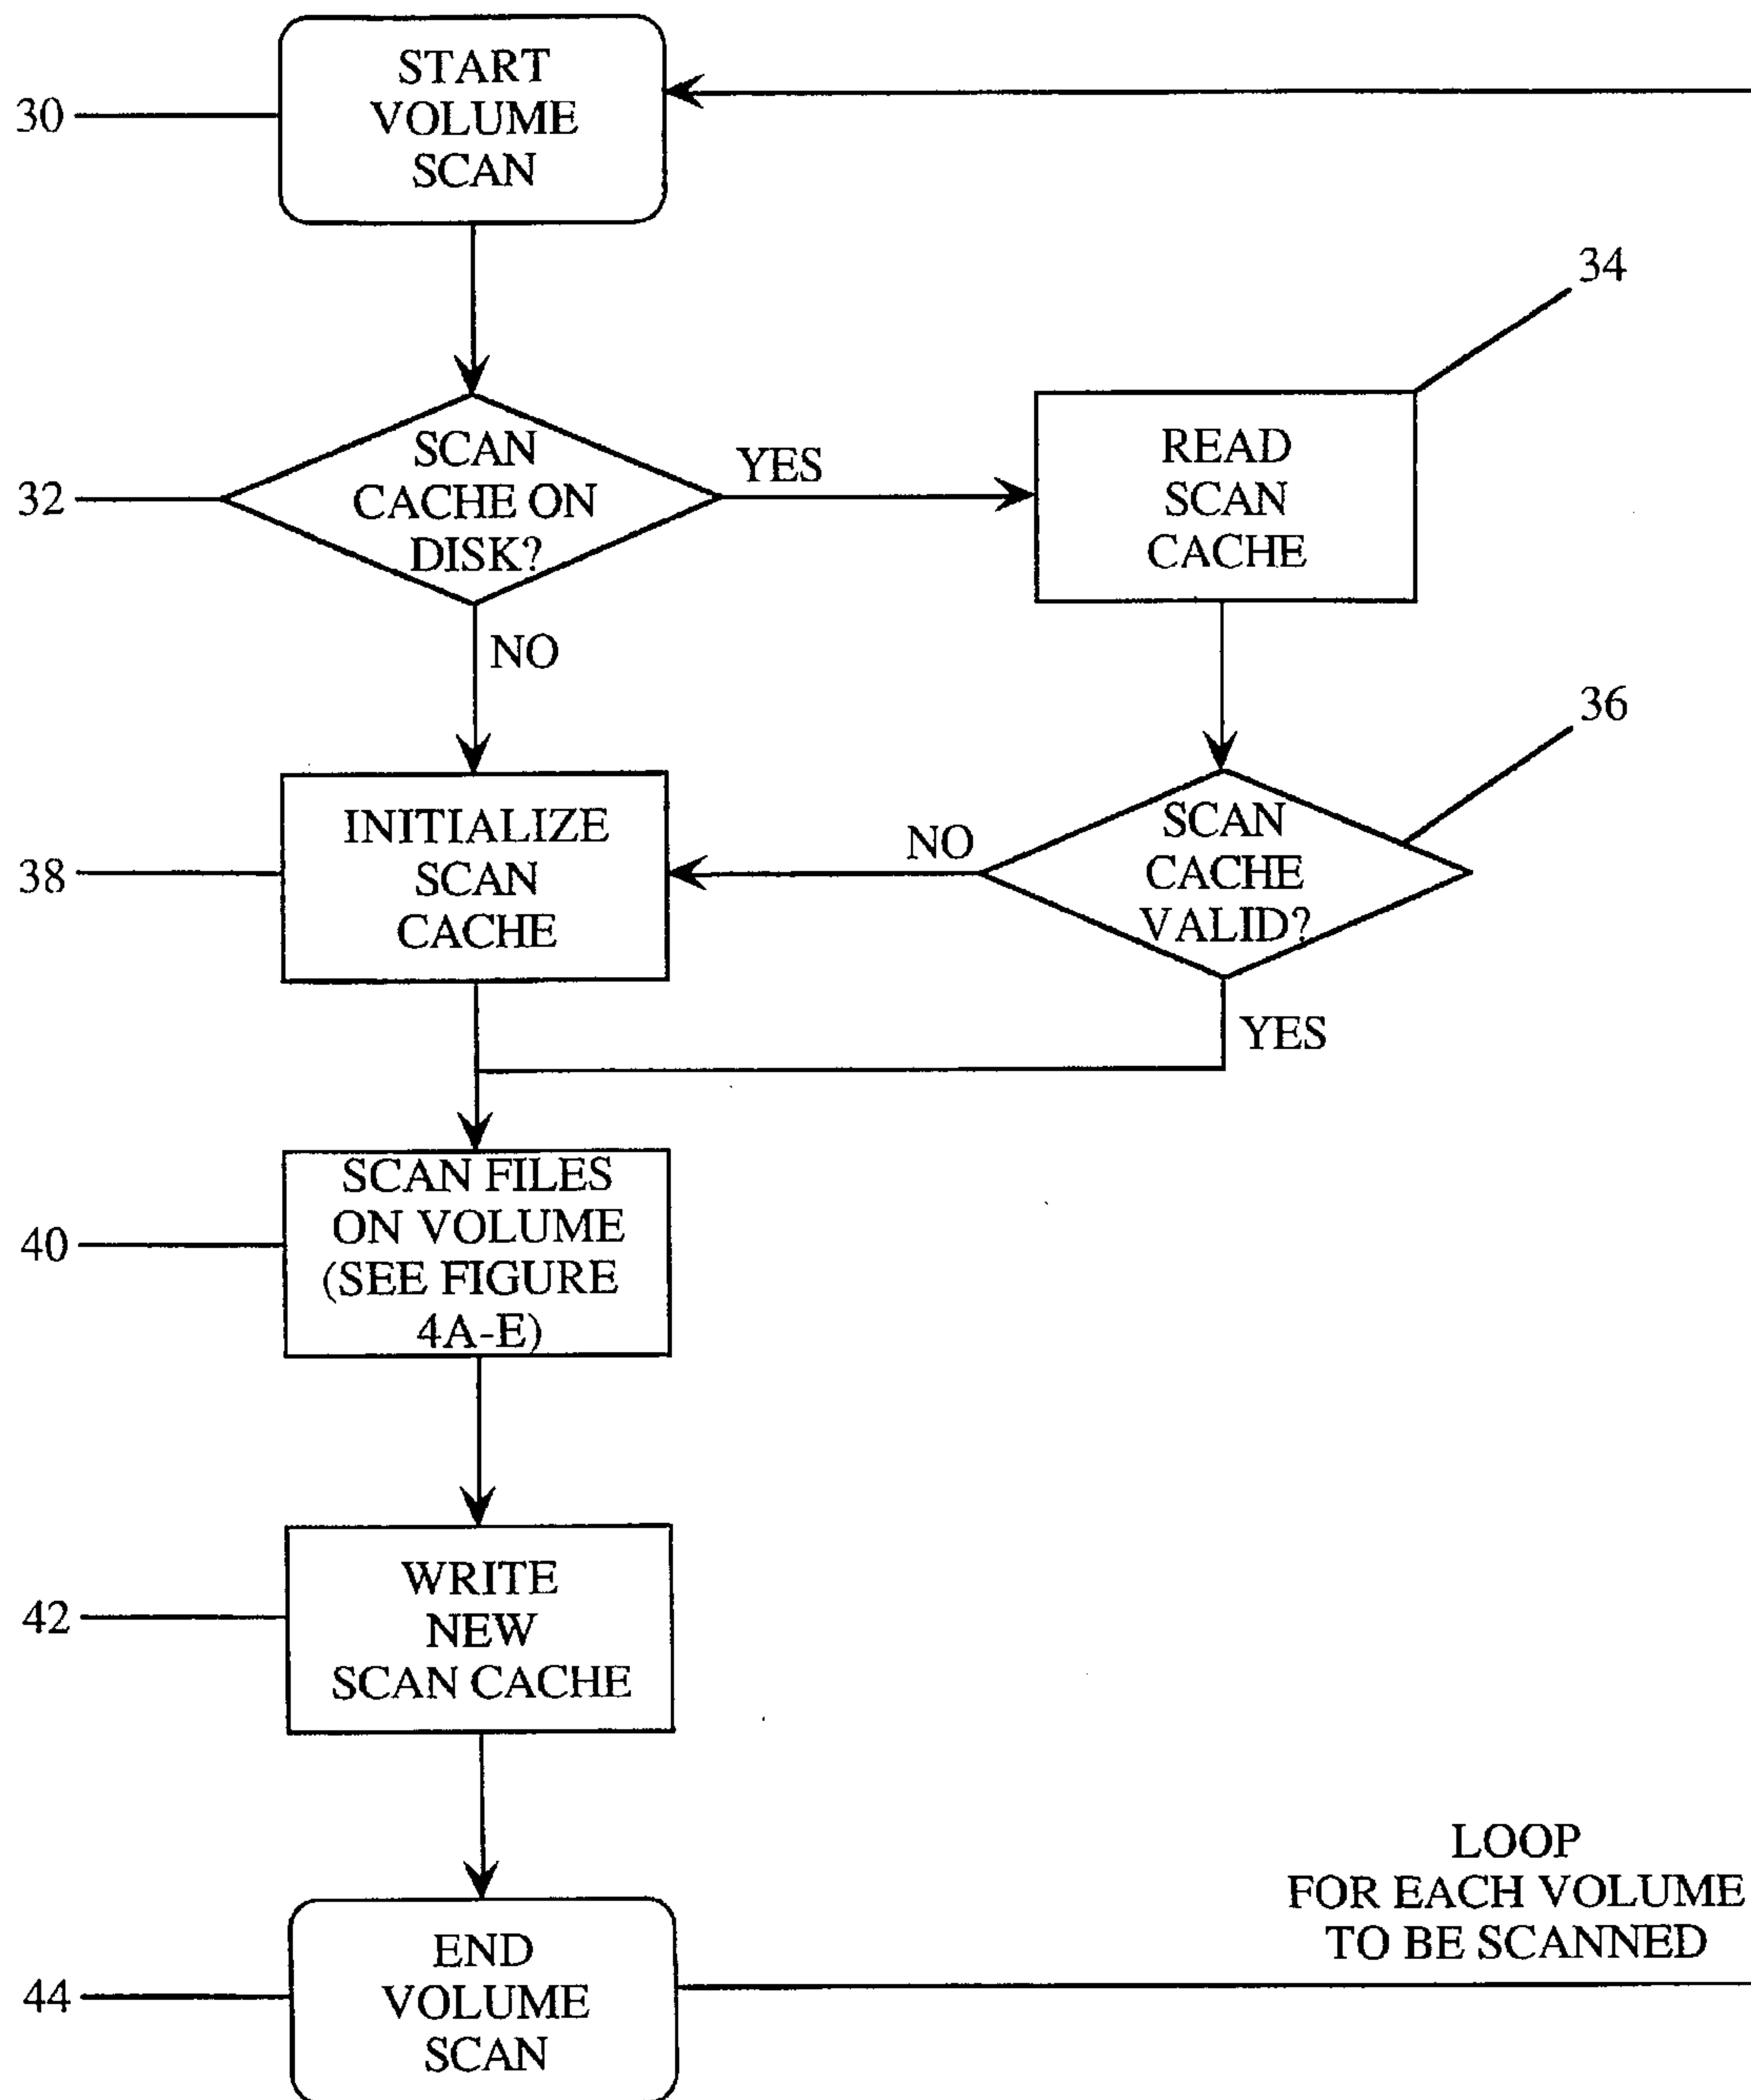 START
VOLUME
SCAN
30
34
SCAN
CACHE ON
DISK?
YES
32
READ
SCAN
CACHE
NO
36
INITIALIZE
SCAN
CACHE
38
NO
SCAN
CACHE
VALID?
YES
SCAN FILES
ON VOLUME
(SEE FIGURE
4A-E)
40
WRITE
NEW
SCAN CACHE
42
LOOP
FOR EACH VOLUME
TO BE SCANNED
END
VOLUME
SCAN
44